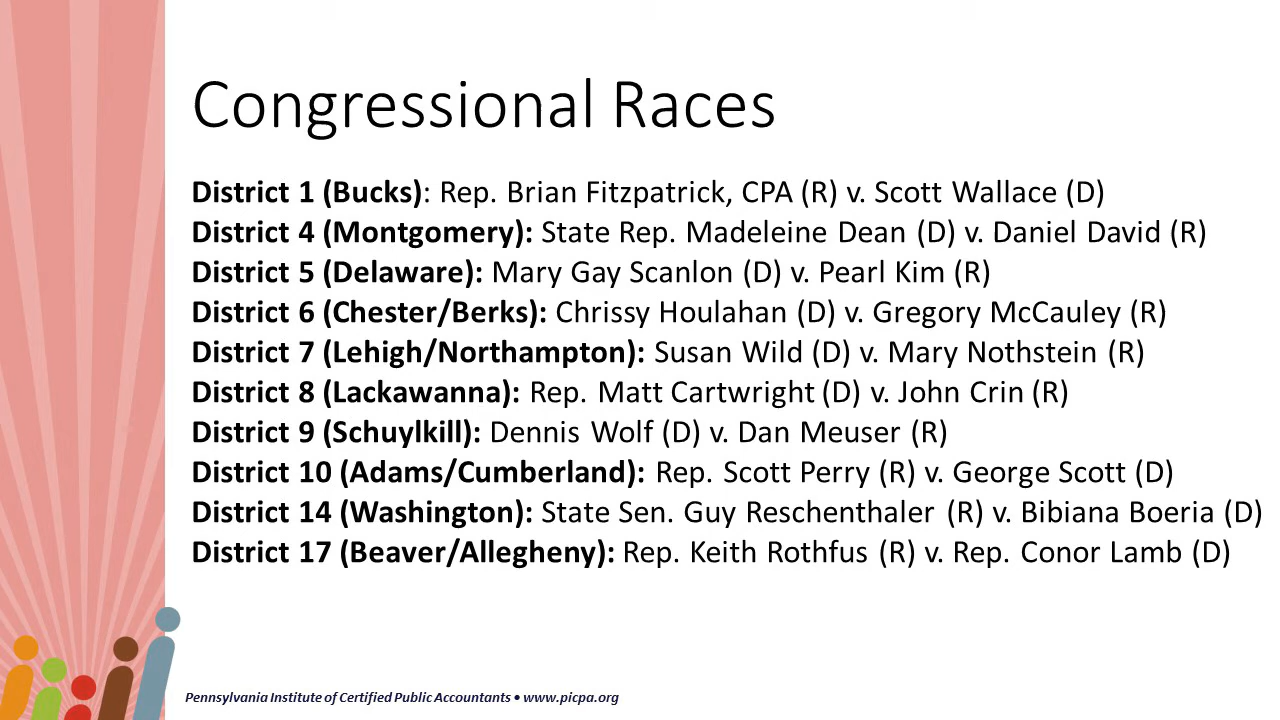 Congressional Races
District 1 (Bucks): Rep. Brian Fitzpatrick, CPA (R) v. Scott Wallace (D)
District 4 (Montgomery): State Rep. Madeleine Dean (D) v. Daniel David (R)
District 5 (Delaware): Mary Gay Scanlon (D) v. Pearl Kim (R)
District 6 (Chester/Berks): Chrissy Houlahan (D) v. Gregory McCauley (R)
District 7 (Lehigh/Northampton): Susan Wild (D) v. Mary Nothstein (R)
District 8 (Lackawanna): Rep. Matt Cartwright (D) v. John Crin (R)
District 9 (Schuylkill): Dennis Wolf (D) v. Dan Meuser (R)
District 10 (Adams/Cumberland): Rep. Scott Perry (R) v. George Scott (D)
District 14 (Washington): State Sen. Guy Reschenthaler (R) v. Bibiana Boeria (D)
District 17 (Beaver/Allegheny): Rep. Keith Rothfus (R) v. Rep. Conor Lamb (D)
Pennsylvania Institute of Certified Public Accountants • www.picpa.org